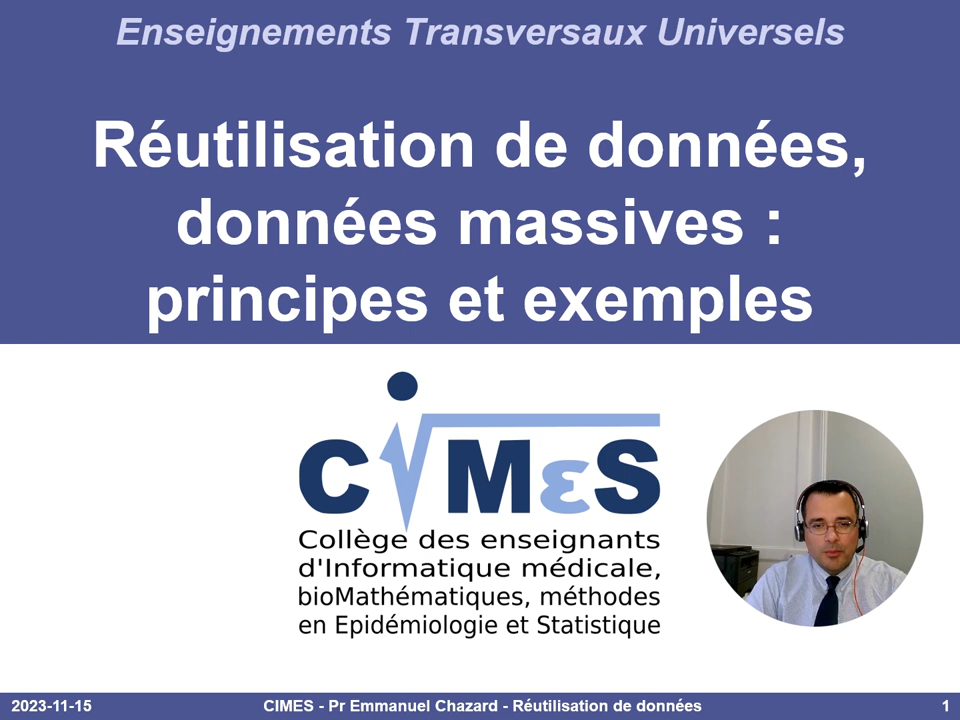 Enseignements Transversaux Universels
Réutilisation de données,
données massives :
principes et exemples
CiMεS
Collège des enseignants
d'Informatique médicale,
bioMathématiques, méthodes
en Epidémiologie et Statistique
2023-11-15
CIMES - Pr Emmanuel Chazard - Réutilisation de données
1